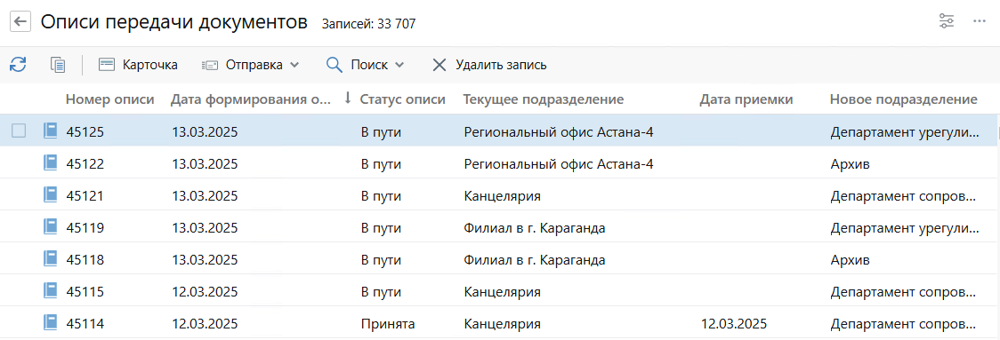 Описи передачи документов Записей: 33 707
Карточка Отправка Поиск Удалить запись
Номер описи Дата формирования о... Статус описи Текущее подразделение Дата приемки Новое подразделение
45125 13.03.2025 В пути Региональный офис Астана-4 Департамент урегули...
45122 13.03.2025 В пути Региональный офис Астана-4 Архив
45121 13.03.2025 В пути Канцелярия Департамент сопров...
45119 13.03.2025 В пути Филиал в г. Караганда Департамент урегули...
45118 13.03.2025 В пути Филиал в г. Караганда Архив
45115 12.03.2025 В пути Канцелярия Департамент сопров...
45114 12.03.2025 Принята Канцелярия 12.03.2025 Департамент сопров...